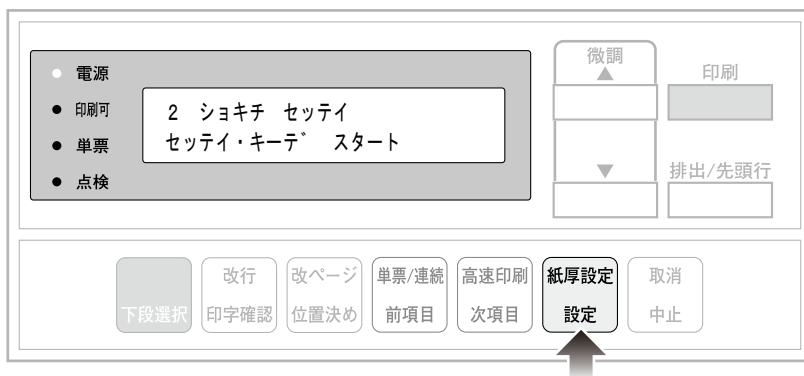 電源
印刷可
単票
点検
2 ショキチ セッテイ
セッテイ・キーデ゛ スタート
微調
▲
▼
印刷
排出/先頭行
下段選択
改行
印字確認
改ページ
位置決め
単票/連続
前項目
高速印刷
次項目
紙厚設定
設定
取消
中止